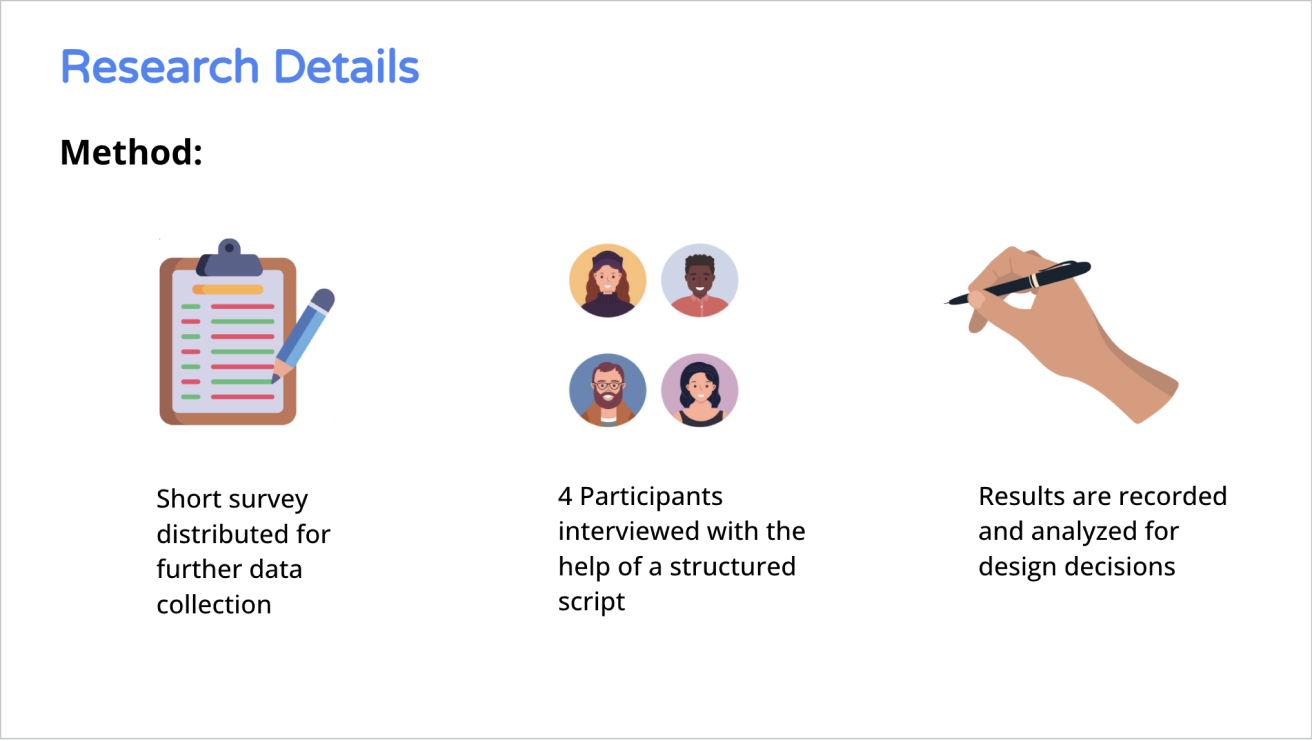 Research Details
Method:
Short survey
distributed for
further data
collection
4 Participants
interviewed with the
help of a structured
script
Results are recorded
and analyzed for
design decisions